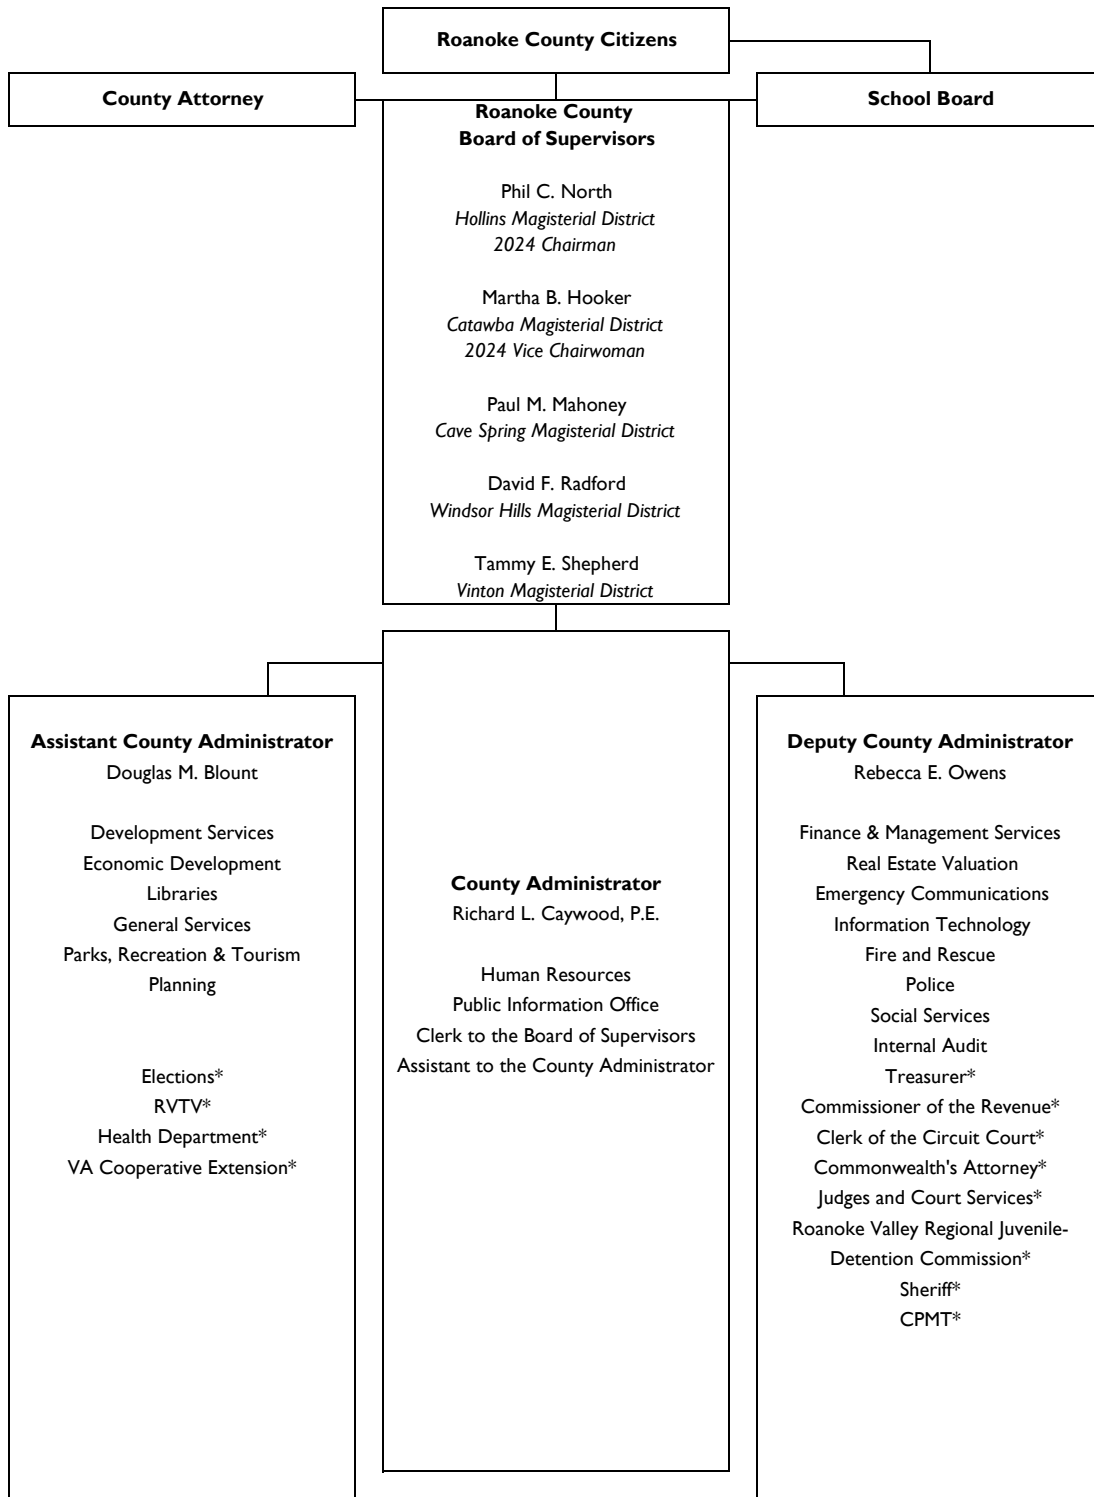 Roanoke County Citizens
County Attorney
School Board
Roanoke County
Board of Supervisors
Phil C. North
Hollins Magisterial District
2024 Chairman
Martha B. Hooker
Catawba Magisterial District
2024 Vice Chairwoman
Paul M. Mahoney
Cave Spring Magisterial District
David F. Radford
Windsor Hills Magisterial District
Tammy E. Shepherd
Vinton Magisterial District
Assistant County Administrator
Douglas M. Blount
Development Services
Economic Development
Libraries
General Services
Parks, Recreation & Tourism
Planning
Elections*
RVTV*
Health Department*
VA Cooperative Extension*
County Administrator
Richard L. Caywood, P.E.
Human Resources
Public Information Office
Clerk to the Board of Supervisors
Assistant to the County Administrator
Deputy County Administrator
Rebecca E. Owens
Finance & Management Services
Real Estate Valuation
Emergency Communications
Information Technology
Fire and Rescue
Police
Social Services
Internal Audit
Treasurer*
Commissioner of the Revenue*
Clerk of the Circuit Court*
Commonwealth's Attorney*
Judges and Court Services*
Roanoke Valley Regional Juvenile-
Detention Commission*
Sheriff*
CPMT*